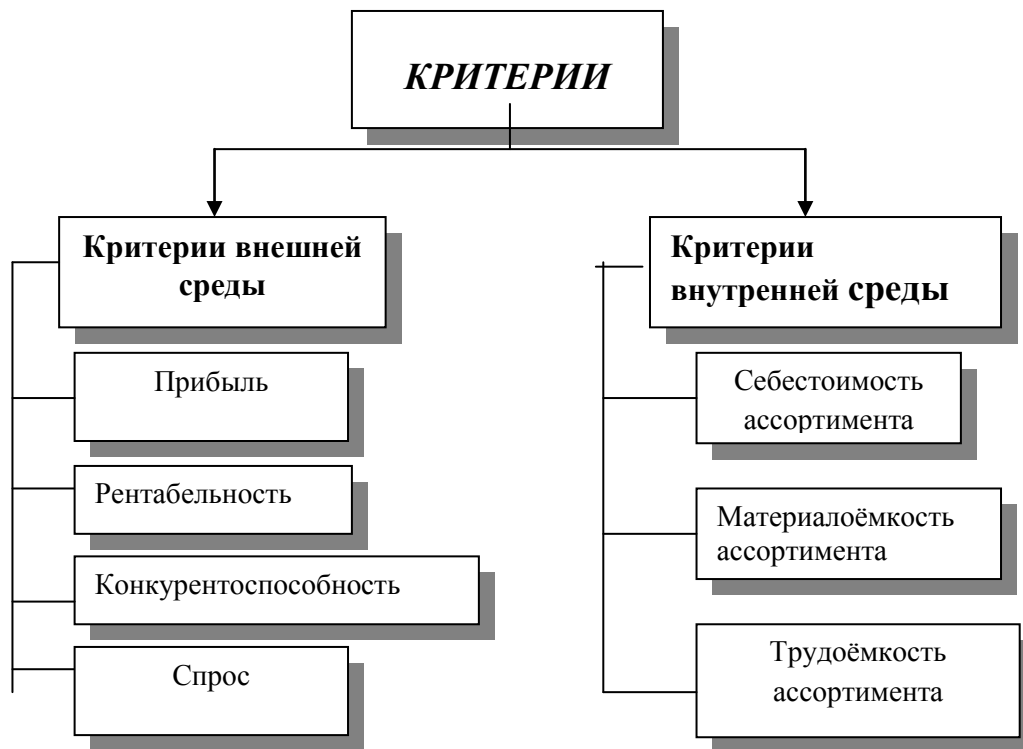 КРИТЕРИИ
Критерии внешней
среды
Критерии
внутренней среды
Прибыль
Рентабельность
Конкурентоспособность
Спрос
Себестоимость
ассортимента
Материалоёмкость
ассортимента
Трудоёмкость
ассортимента